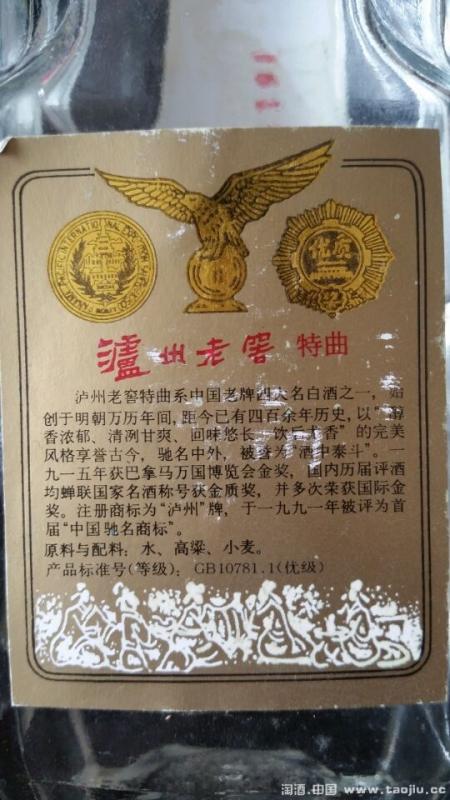 泸州老窖 特曲
泸州老窖特曲系中国老牌四大名白酒之一,始
创于明朝万历年间,距今已有四百余年历史,以“醇
香浓郁、清冽甘爽、回味悠长、饮后尤香”的完美
风格享誉古今,驰名中外,被誉为“酒中泰斗”。一
九一五年获巴拿马万国博览会金奖,国内历届评酒
均蝉联国家名酒称号获金质奖,并多次荣获国际金
奖。注册商标为“泸州”牌,于一九九一年被评为首
届“中国驰名商标”。
原料与配料:水、高粱、小麦。
产品标准号(等级):GB10781.1(优级)
淘酒.中国 www.taojiu.cc